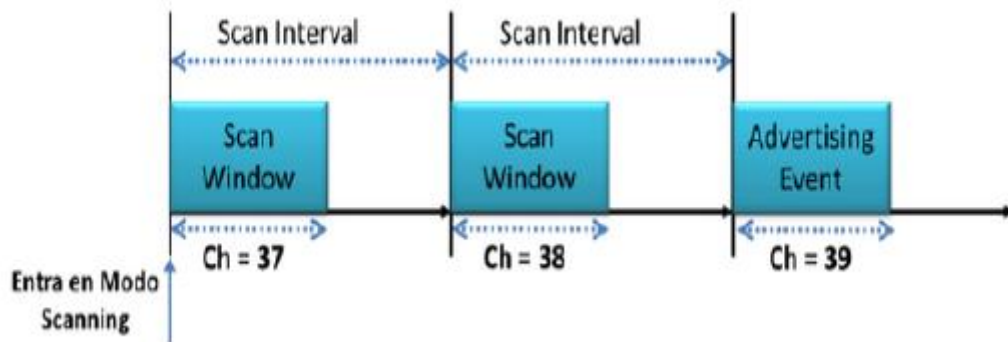 Scan Interval
Scan Interval
Scan
Window
Scan
Window
Advertising
Event
Ch = 37
Ch = 38
Ch = 39
Entra en Modo
Scanning